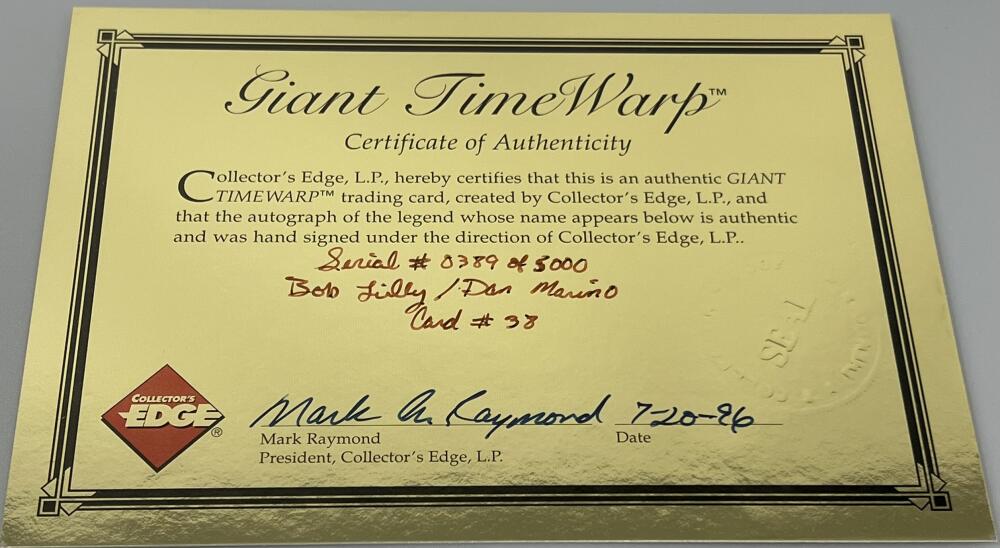 Giant TimeWarp™
Certificate of Authenticity
Collector's Edge, L.P., hereby certifies that this is an authentic GIANT
TIMEWARP™ trading card, created by Collector's Edge, L.P., and
that the autograph of the legend whose name appears below is authentic
and was hand signed under the direction of Collector's Edge, L.P..
Serial # 0389 of 5000
Bob Lilly / Dan Marino
Card # 38
SEAL
COLLECTOR'S
EDGE®
Mark A. Raymond 7-20-96
Mark Raymond Date
President, Collector's Edge, L.P.